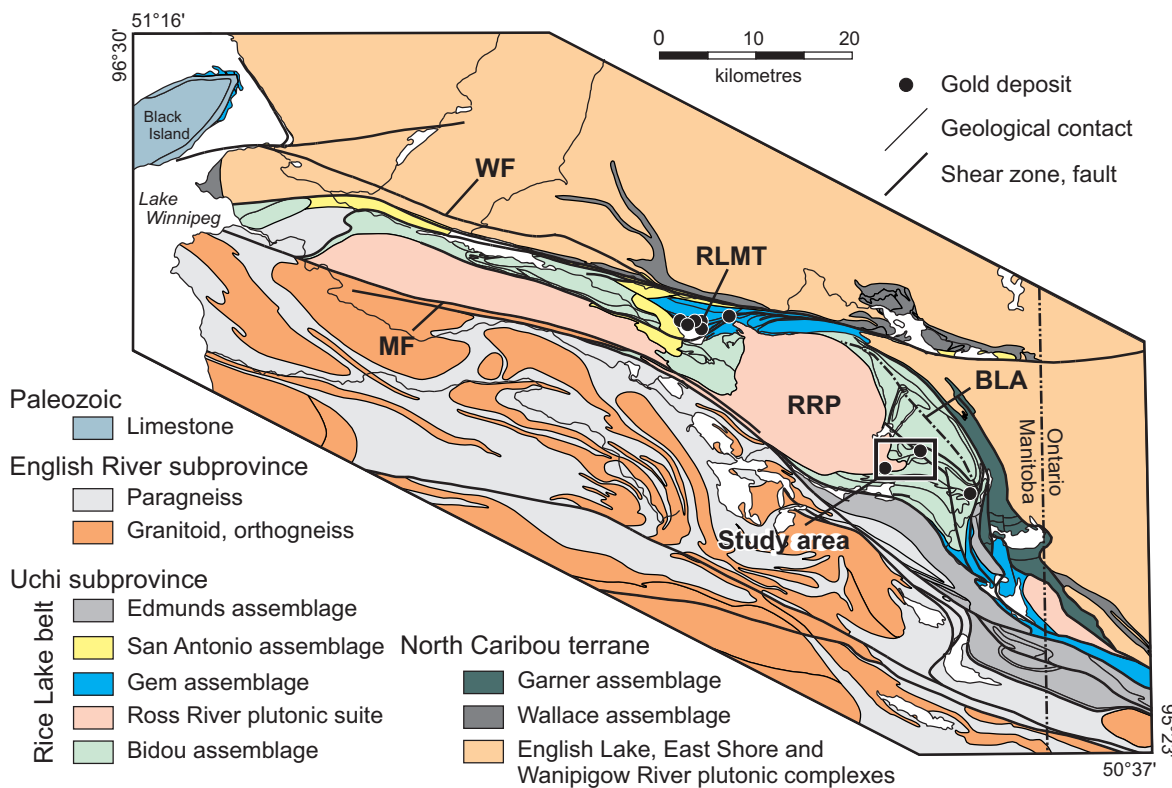 51°16'
96°30'
0 10 20
kilometres
Gold deposit
Geological contact
Shear zone, fault
Black
Island
Lake
Winnipeg
WF
RLMT
MF
RRP
BLA
Ontario
Manitoba
Study area
Paleozoic
Limestone
English River subprovince
Paragneiss
Granitoid, orthogneiss
Uchi subprovince
Rice Lake belt
Edmunds assemblage
San Antonio assemblage
Gem assemblage
Ross River plutonic suite
Bidou assemblage
North Caribou terrane
Garner assemblage
Wallace assemblage
English Lake, East Shore and
Wanipigow River plutonic complexes
95°23'
50°37'